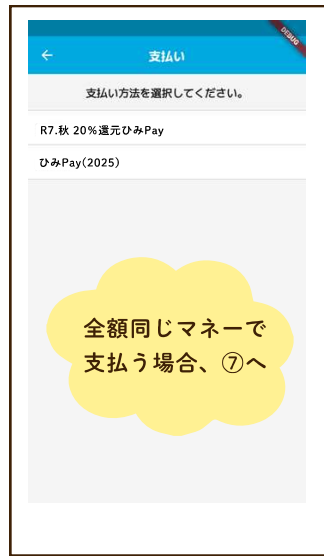 DEBUG
← 支払い
支払い方法を選択してください。
R7.秋 20%還元ひみPay
ひみPay(2025)
全額同じマネーで
支払う場合、⑦へ